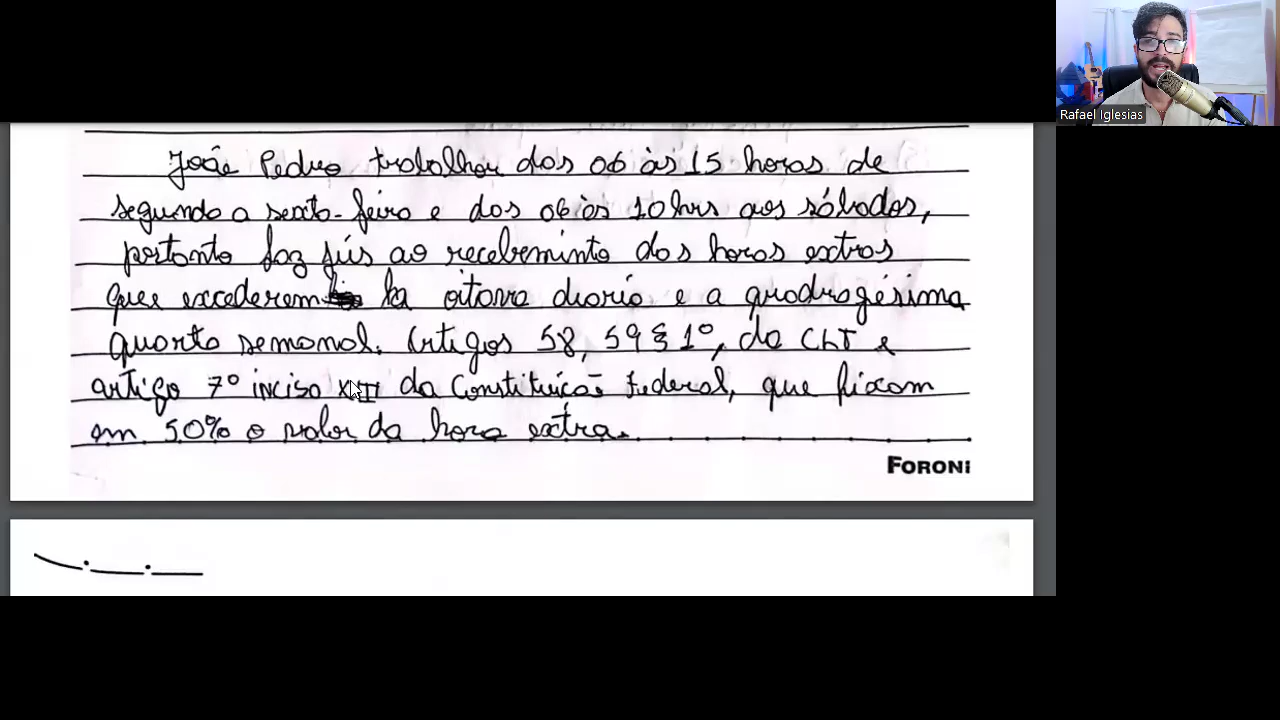 Rafael Iglesias
João Pedro trabalhou das 06 às 15 horas de
segunda a sexta-feira e das 06 às 10hrs aos sábados,
portanto faz jús ao recebimento das horas extras
que excederem a oitava diária e a quadragésima
quarta semanal. Artigos 58, 59 § 1º, da CLT e
artigo 7º inciso XIII da Constituição Federal, que fixam
em 50% o valor da hora extra.
FORONI